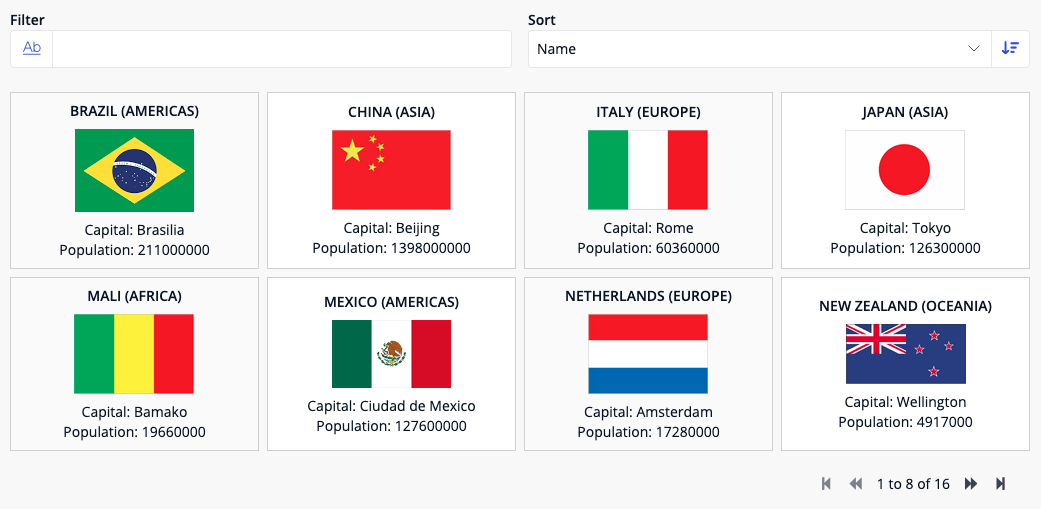 Filter
Sort
Ab
Name
BRAZIL (AMERICAS)
Capital: Brasilia
Population: 211000000
CHINA (ASIA)
Capital: Beijing
Population: 1398000000
ITALY (EUROPE)
Capital: Rome
Population: 60360000
JAPAN (ASIA)
Capital: Tokyo
Population: 126300000
MALI (AFRICA)
Capital: Bamako
Population: 19660000
MEXICO (AMERICAS)
Capital: Ciudad de Mexico
Population: 127600000
NETHERLANDS (EUROPE)
Capital: Amsterdam
Population: 17280000
NEW ZEALAND (OCEANIA)
Capital: Wellington
Population: 4917000
1 to 8 of 16